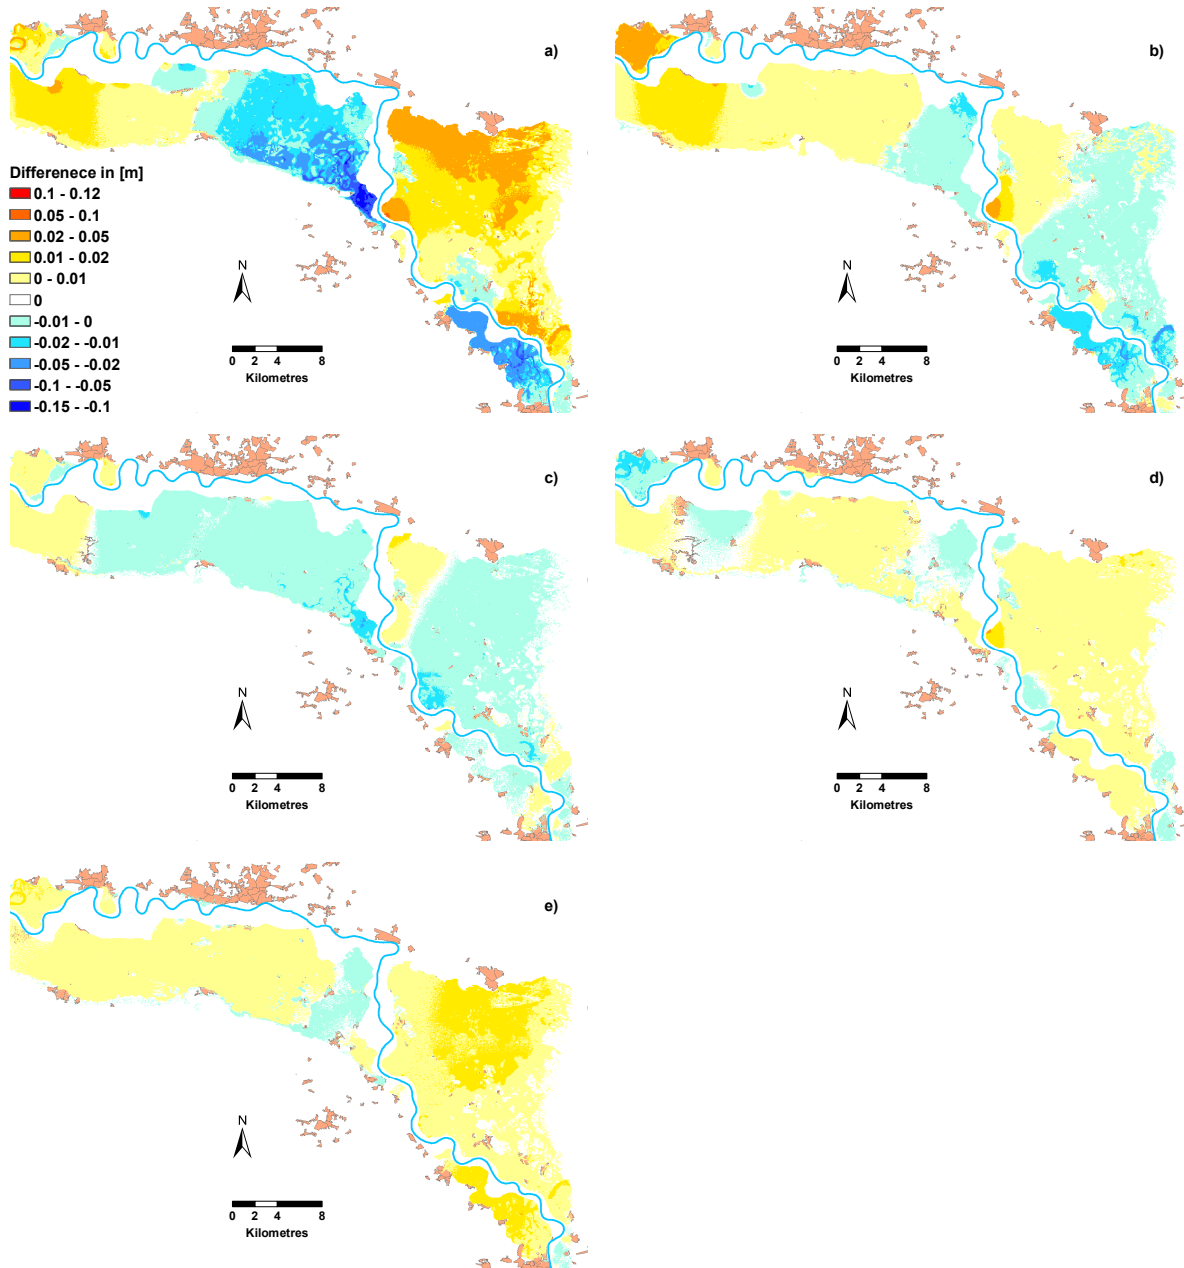 a)
b)
Differenece in [m]
0.1 - 0.12
0.05 - 0.1
0.02 - 0.05
0.01 - 0.02
0 - 0.01
0
-0.01 - 0
-0.02 - -0.01
-0.05 - -0.02
-0.1 - -0.05
-0.15 - -0.1
N
0 2 4 8
Kilometres
N
0 2 4 8
Kilometres
c)
d)
N
0 2 4 8
Kilometres
N
0 2 4 8
Kilometres
e)
N
0 2 4 8
Kilometres